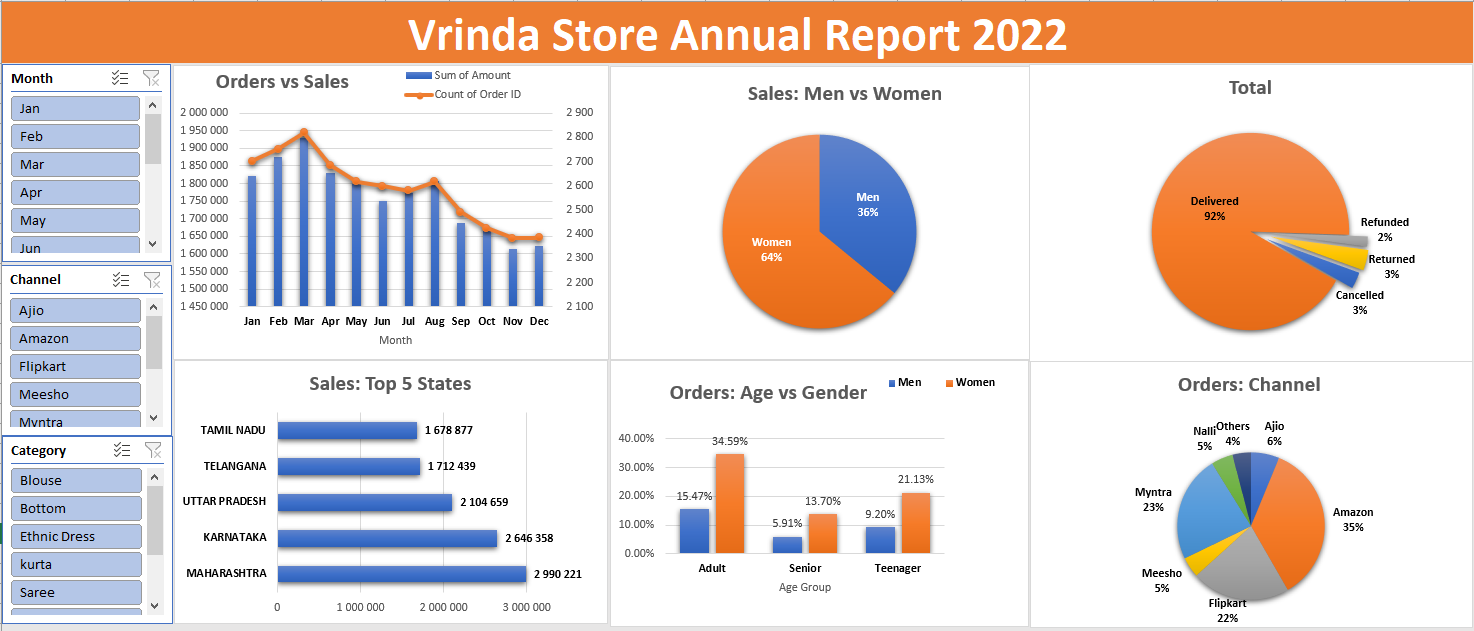 Vrinda Store Annual Report 2022
Month
Jan
Feb
Mar
Apr
May
Jun
Channel
Ajio
Amazon
Flipkart
Meesho
Myntra
Category
Blouse
Bottom
Ethnic Dress
kurta
Saree
Orders vs Sales
Sum of Amount
Count of Order ID
2 000 000
1 950 000
1 900 000
1 850 000
1 800 000
1 750 000
1 700 000
1 650 000
1 600 000
1 550 000
1 500 000
1 450 000
2 900
2 800
2 700
2 600
2 500
2 400
2 300
2 200
2 100
Jan Feb Mar Apr May Jun Jul Aug Sep Oct Nov Dec
Month
Sales: Men vs Women
Men
36%
Women
64%
Total
Delivered
92%
Refunded
2%
Returned
3%
Cancelled
3%
Sales: Top 5 States
TAMIL NADU 1 678 877
TELANGANA 1 712 439
UTTAR PRADESH 2 104 659
KARNATAKA 2 646 358
MAHARASHTRA 2 990 221
0 1 000 000 2 000 000 3 000 000
Orders: Age vs Gender
Men Women
40.00%
30.00%
20.00%
10.00%
0.00%
15.47% 34.59%
5.91% 13.70%
9.20% 21.13%
Adult Senior Teenager
Age Group
Orders: Channel
Nalli
5%
Others
4%
Ajio
6%
Myntra
23%
Amazon
35%
Meesho
5%
Flipkart
22%